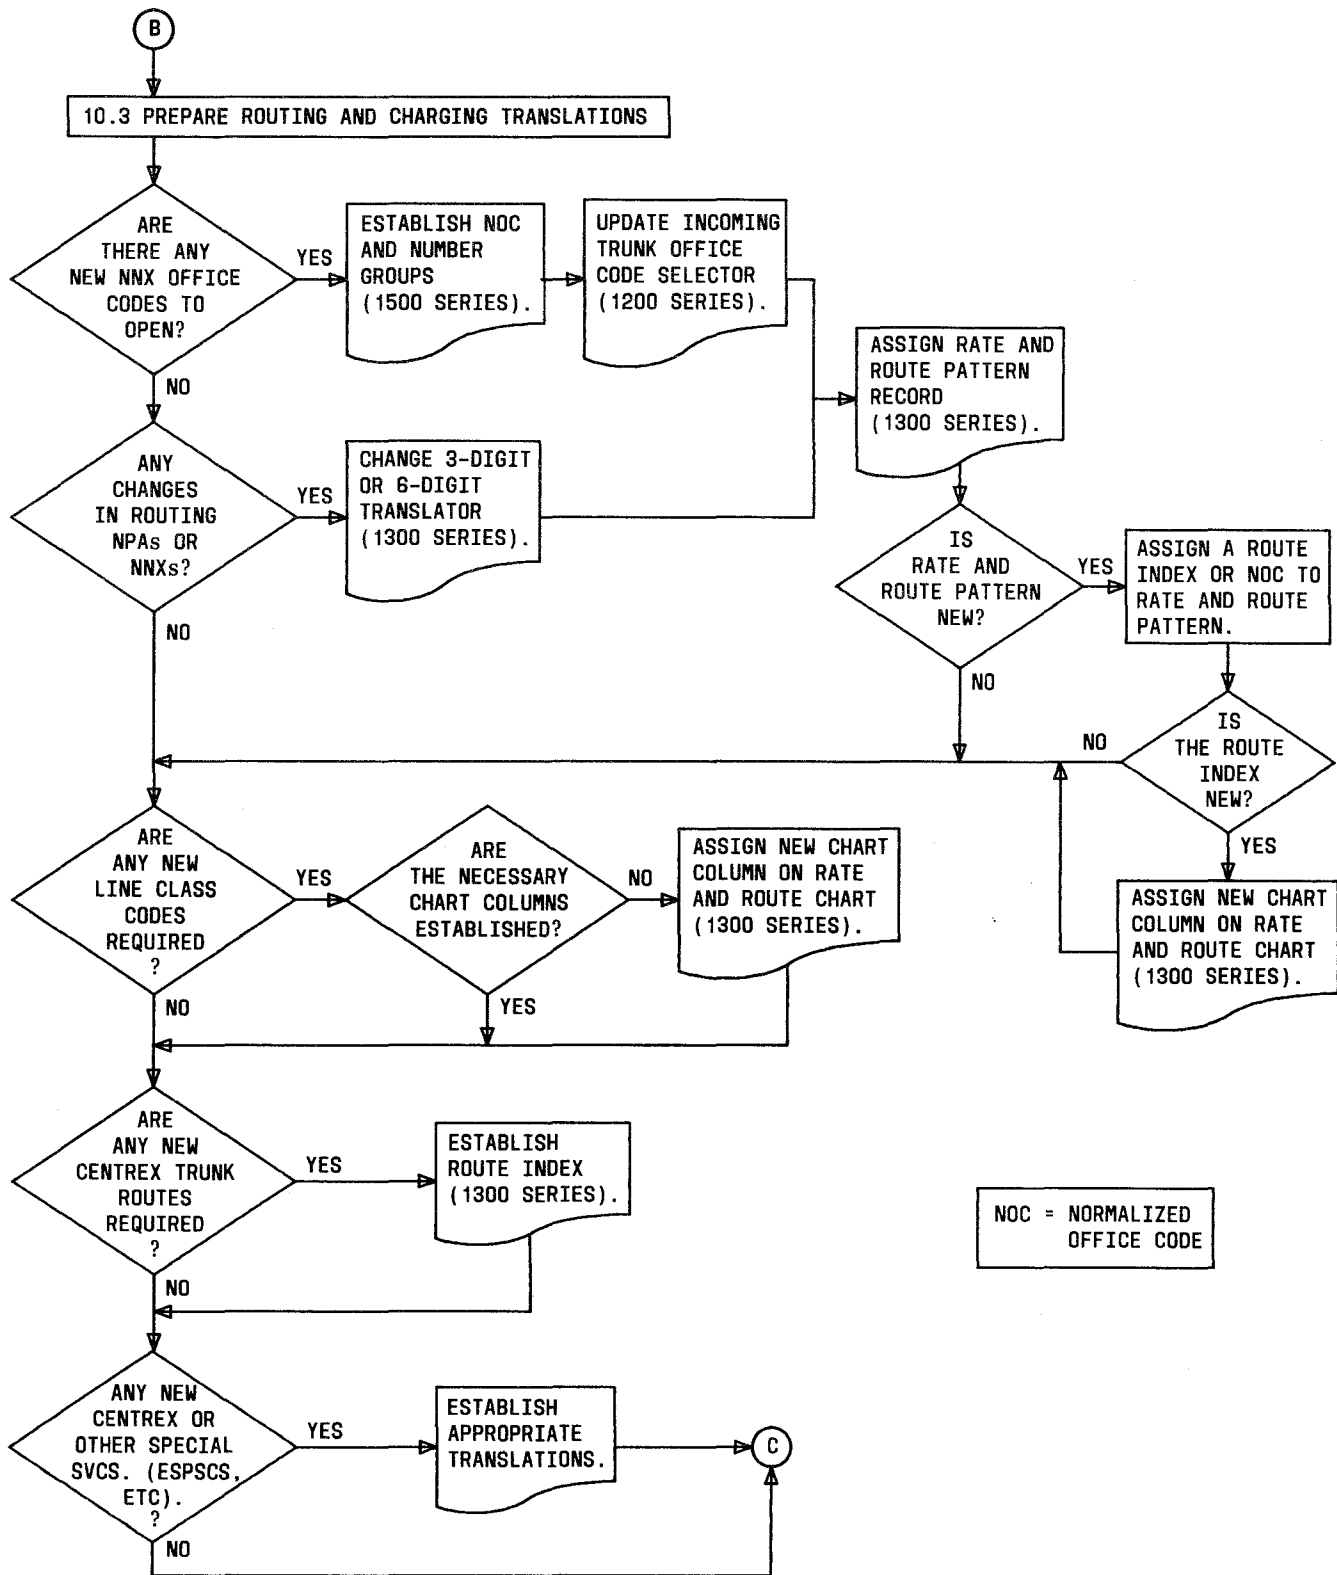 B
10.3 PREPARE ROUTING AND CHARGING TRANSLATIONS
ARE
THERE ANY
NEW NNX OFFICE
CODES TO
OPEN?
YES
NO
ESTABLISH NOC
AND NUMBER
GROUPS
(1500 SERIES).
UPDATE INCOMING
TRUNK OFFICE
CODE SELECTOR
(1200 SERIES).
ASSIGN RATE AND
ROUTE PATTERN
RECORD
(1300 SERIES).
ANY
CHANGES
IN ROUTING
NPAs OR
NNXs?
YES
NO
CHANGE 3-DIGIT
OR 6-DIGIT
TRANSLATOR
(1300 SERIES).
IS
RATE AND
ROUTE PATTERN
NEW?
YES
NO
ASSIGN A ROUTE
INDEX OR NOC TO
RATE AND ROUTE
PATTERN.
IS
THE ROUTE
INDEX
NEW?
NO
YES
ASSIGN NEW CHART
COLUMN ON RATE
AND ROUTE CHART
(1300 SERIES).
ARE
ANY NEW
LINE CLASS
CODES
REQUIRED
?
YES
NO
ARE
THE NECESSARY
CHART COLUMNS
ESTABLISHED?
NO
YES
ASSIGN NEW CHART
COLUMN ON RATE
AND ROUTE CHART
(1300 SERIES).
ARE
ANY NEW
CENTREX TRUNK
ROUTES
REQUIRED
?
YES
NO
ESTABLISH
ROUTE INDEX
(1300 SERIES).
NOC = NORMALIZED
OFFICE CODE
ANY NEW
CENTREX OR
OTHER SPECIAL
SVCS. (ESPSCS,
ETC).
?
YES
NO
ESTABLISH
APPROPRIATE
TRANSLATIONS.
C